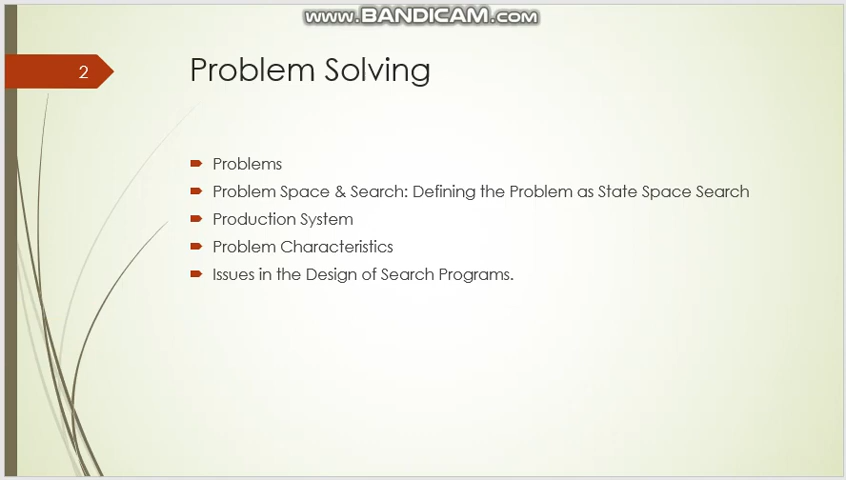 www.BANDICAM.com
2
Problem Solving
Problems
Problem Space & Search: Defining the Problem as State Space Search
Production System
Problem Characteristics
Issues in the Design of Search Programs.